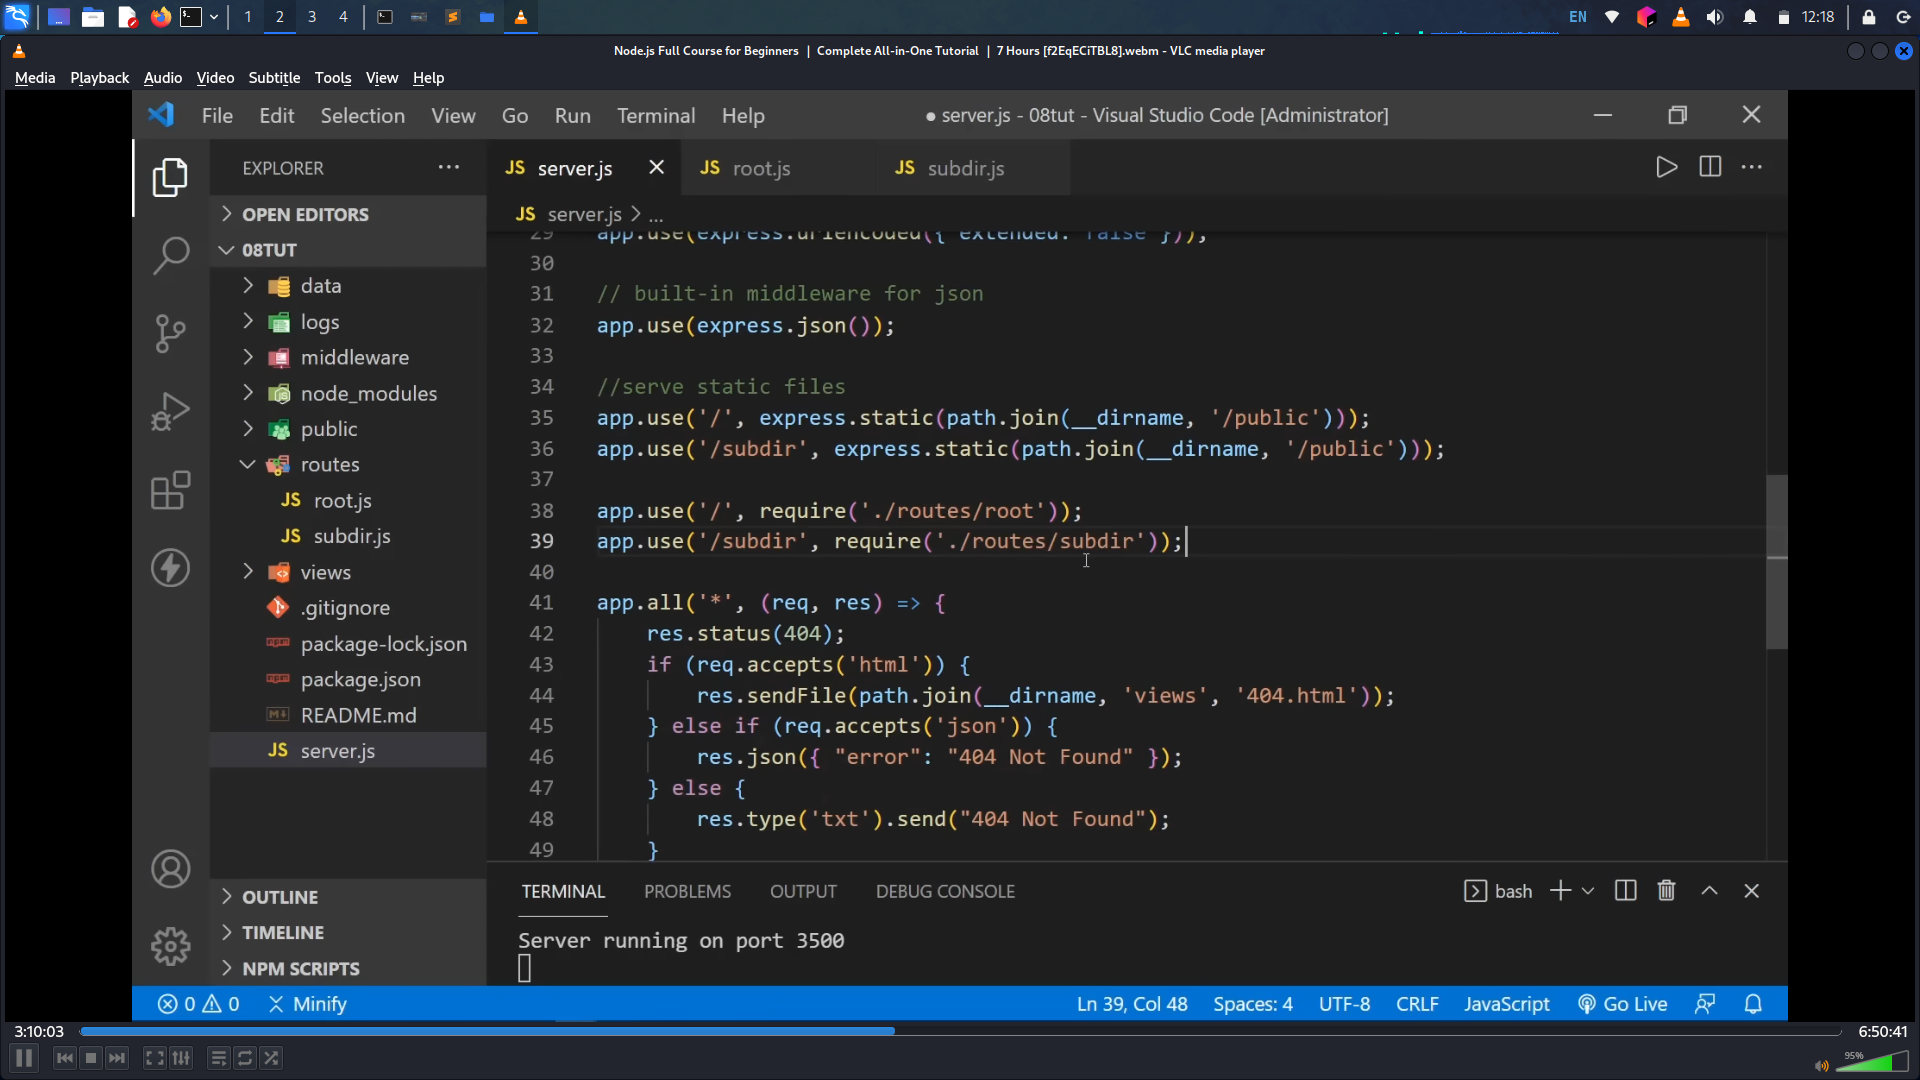 1 2 3 4
EN
12:18
Node.js Full Course for Beginners | Complete All-in-One Tutorial | 7 Hours [f2EqECiTBL8].webm - VLC media player
Media Playback Audio Video Subtitle Tools View Help
File Edit Selection View Go Run Terminal Help
● server.js - 08tut - Visual Studio Code [Administrator]
EXPLORER
OPEN EDITORS
08TUT
data
logs
middleware
node_modules
public
routes
JS root.js
JS subdir.js
views
.gitignore
package-lock.json
package.json
README.md
JS server.js
OUTLINE
TIMELINE
NPM SCRIPTS
JS server.js JS root.js JS subdir.js
JS server.js > ...
29 app.use(express.urlencoded({ extended: false }));
30
31 // built-in middleware for json
32 app.use(express.json());
33
34 //serve static files
35 app.use('/', express.static(path.join(__dirname, '/public')));
36 app.use('/subdir', express.static(path.join(__dirname, '/public')));
37
38 app.use('/', require('./routes/root'));
39 app.use('/subdir', require('./routes/subdir'));
40
41 app.all('*', (req, res) => {
42 res.status(404);
43 if (req.accepts('html')) {
44 res.sendFile(path.join(__dirname, 'views', '404.html'));
45 } else if (req.accepts('json')) {
46 res.json({ "error": "404 Not Found" });
47 } else {
48 res.type('txt').send("404 Not Found");
49 }
TERMINAL PROBLEMS OUTPUT DEBUG CONSOLE
bash
Server running on port 3500
0 0 Minify
Ln 39, Col 48 Spaces: 4 UTF-8 CRLF JavaScript Go Live
3:10:03
6:50:41
95%